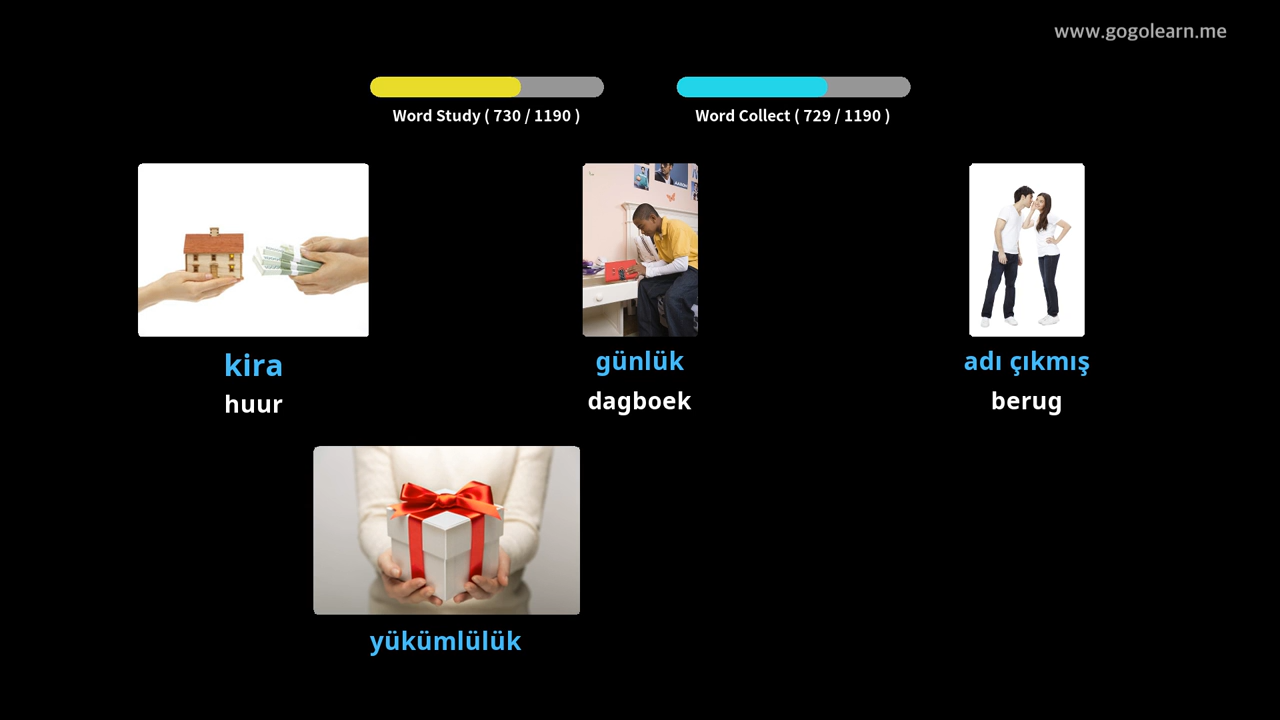 www.gogolearn.me
Word Study ( 730 / 1190 )
Word Collect ( 729 / 1190 )
kira
huur
günlük
dagboek
adı çıkmış
berug
yükümlülük